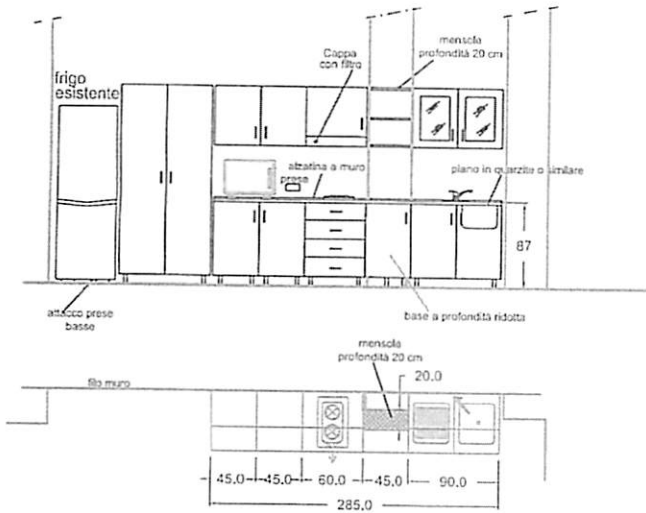 mensole
profondità 20 cm
Cappa
con filtro
frigo
esistente
alzatina a muro
prese
piano in quarzite o similare
87
attacco prese
basse
base a profondità ridotta
mensole
profondità 20 cm
20.0
filo muro
45.0 45.0 60.0 45.0 90.0
285.0